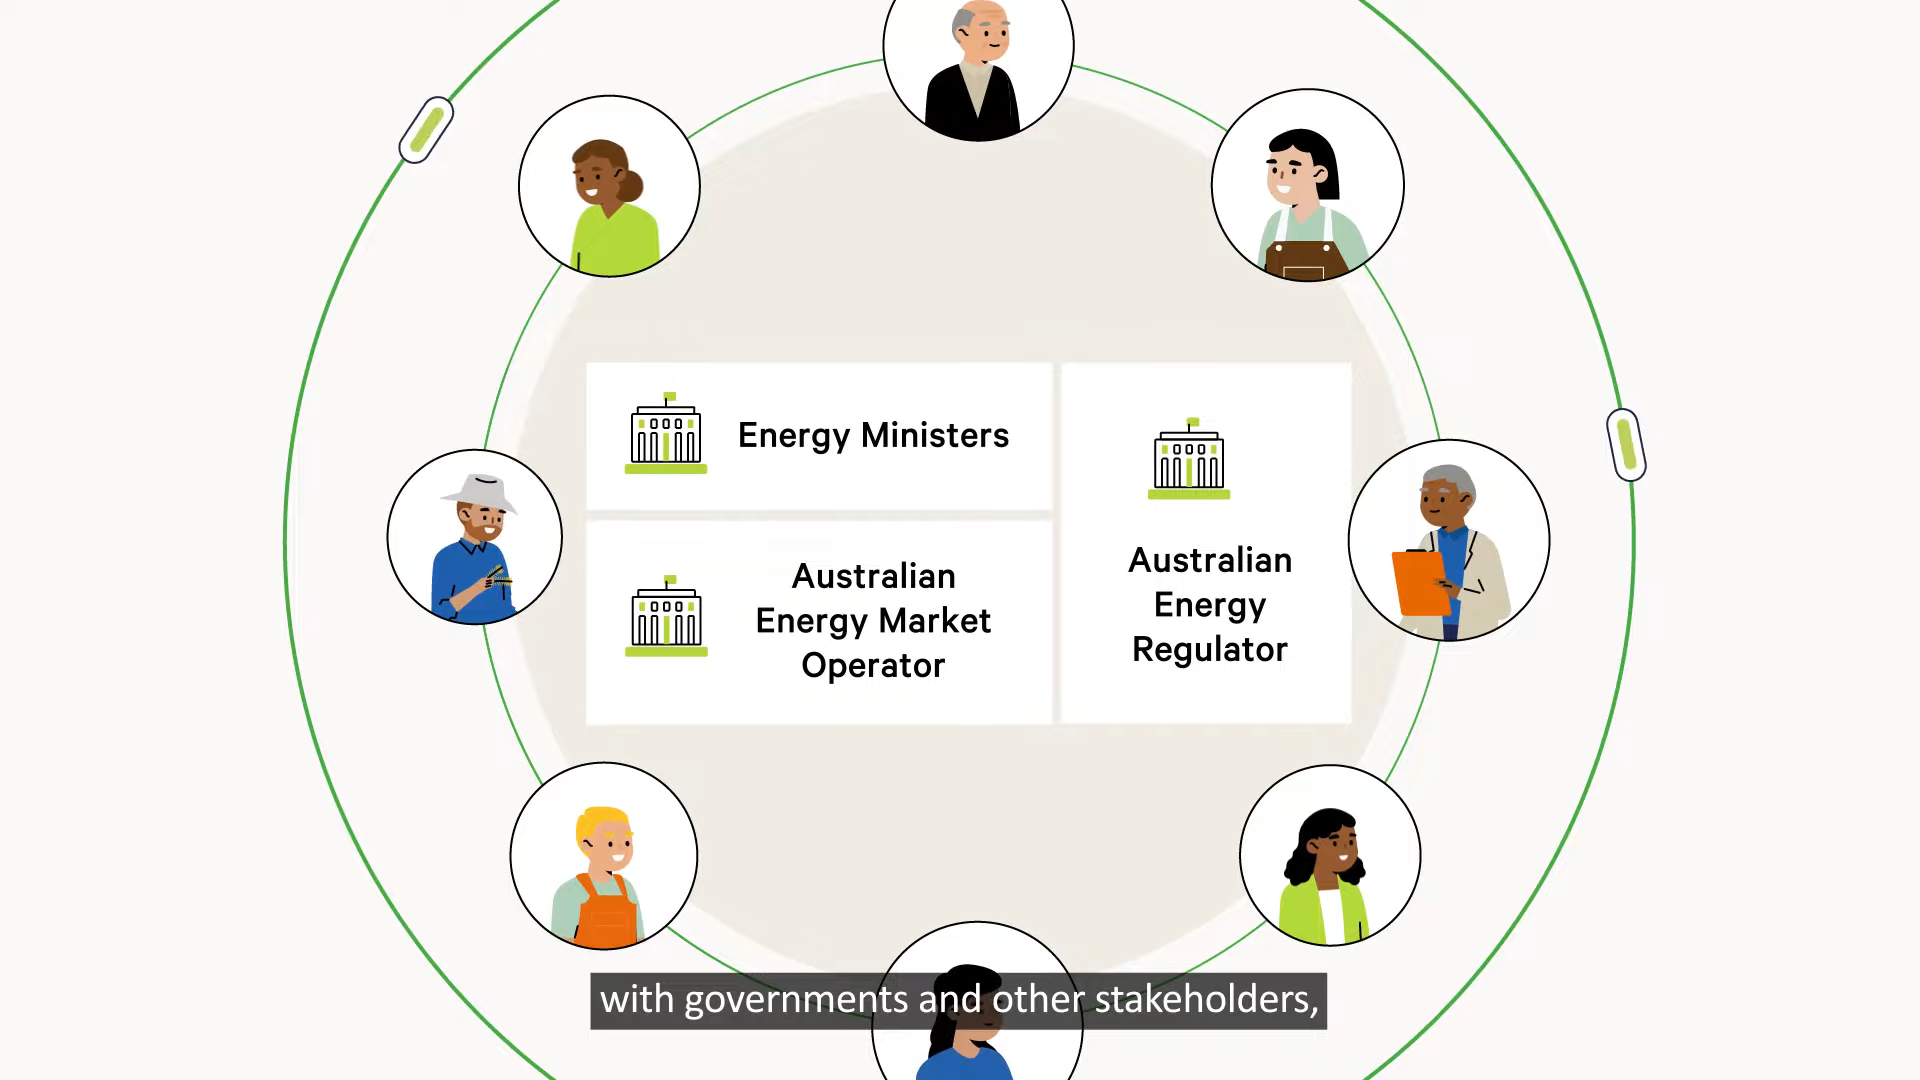 Energy Ministers
Australian
Energy Market
Operator
Australian
Energy
Regulator
with governments and other stakeholders,